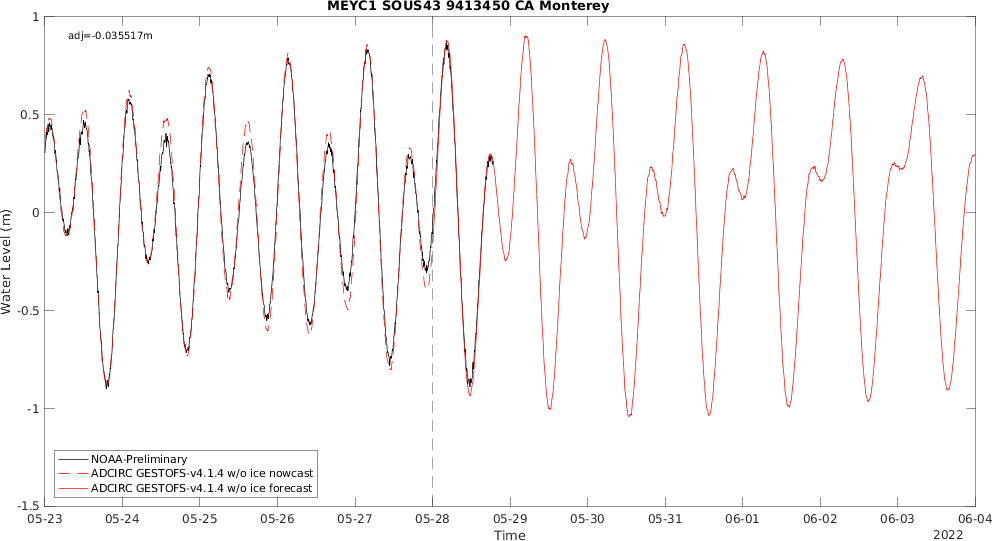 MEYC1 SOUS43 9413450 CA Monterey
adj=-0.035517m
Water Level (m)
1
0.5
0
-0.5
-1
-1.5
NOAA-Preliminary
ADCIRC GESTOFS-v4.1.4 w/o ice nowcast
ADCIRC GESTOFS-v4.1.4 w/o ice forecast
05-23 05-24 05-25 05-26 05-27 05-28 05-29 05-30 05-31 06-01 06-02 06-03 06-04
Time
2022